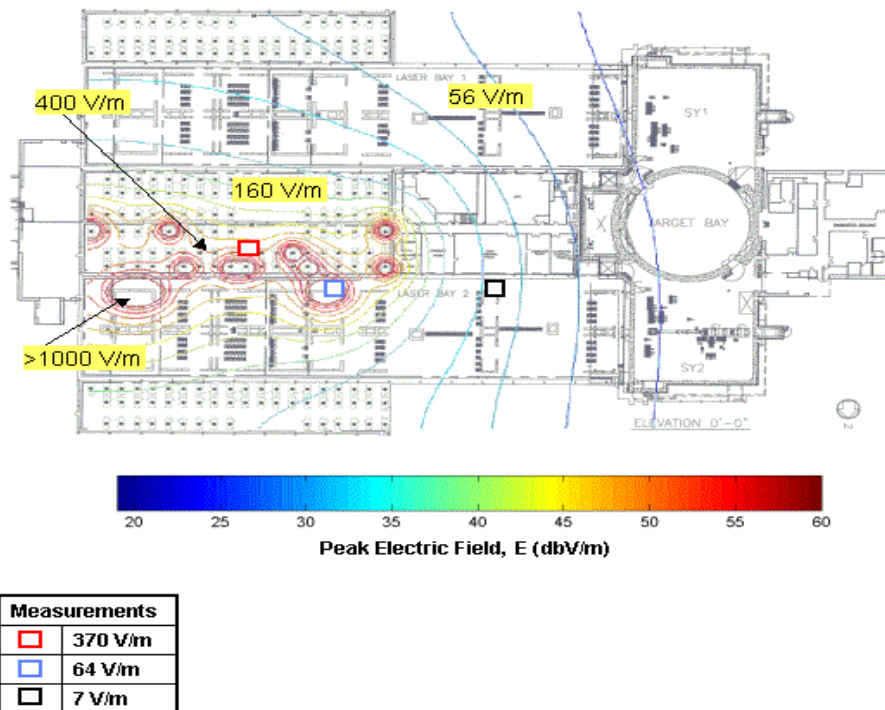 LASER BAY 1
56 V/m
400 V/m
SY1
160 V/m
TARGET BAY
LASER BAY 2
>1000 V/m
SY2
ELEVATION 0'-0"
20 25 30 35 40 45 50 55 60
Peak Electric Field, E (dbV/m)
Measurements
370 V/m
64 V/m
7 V/m